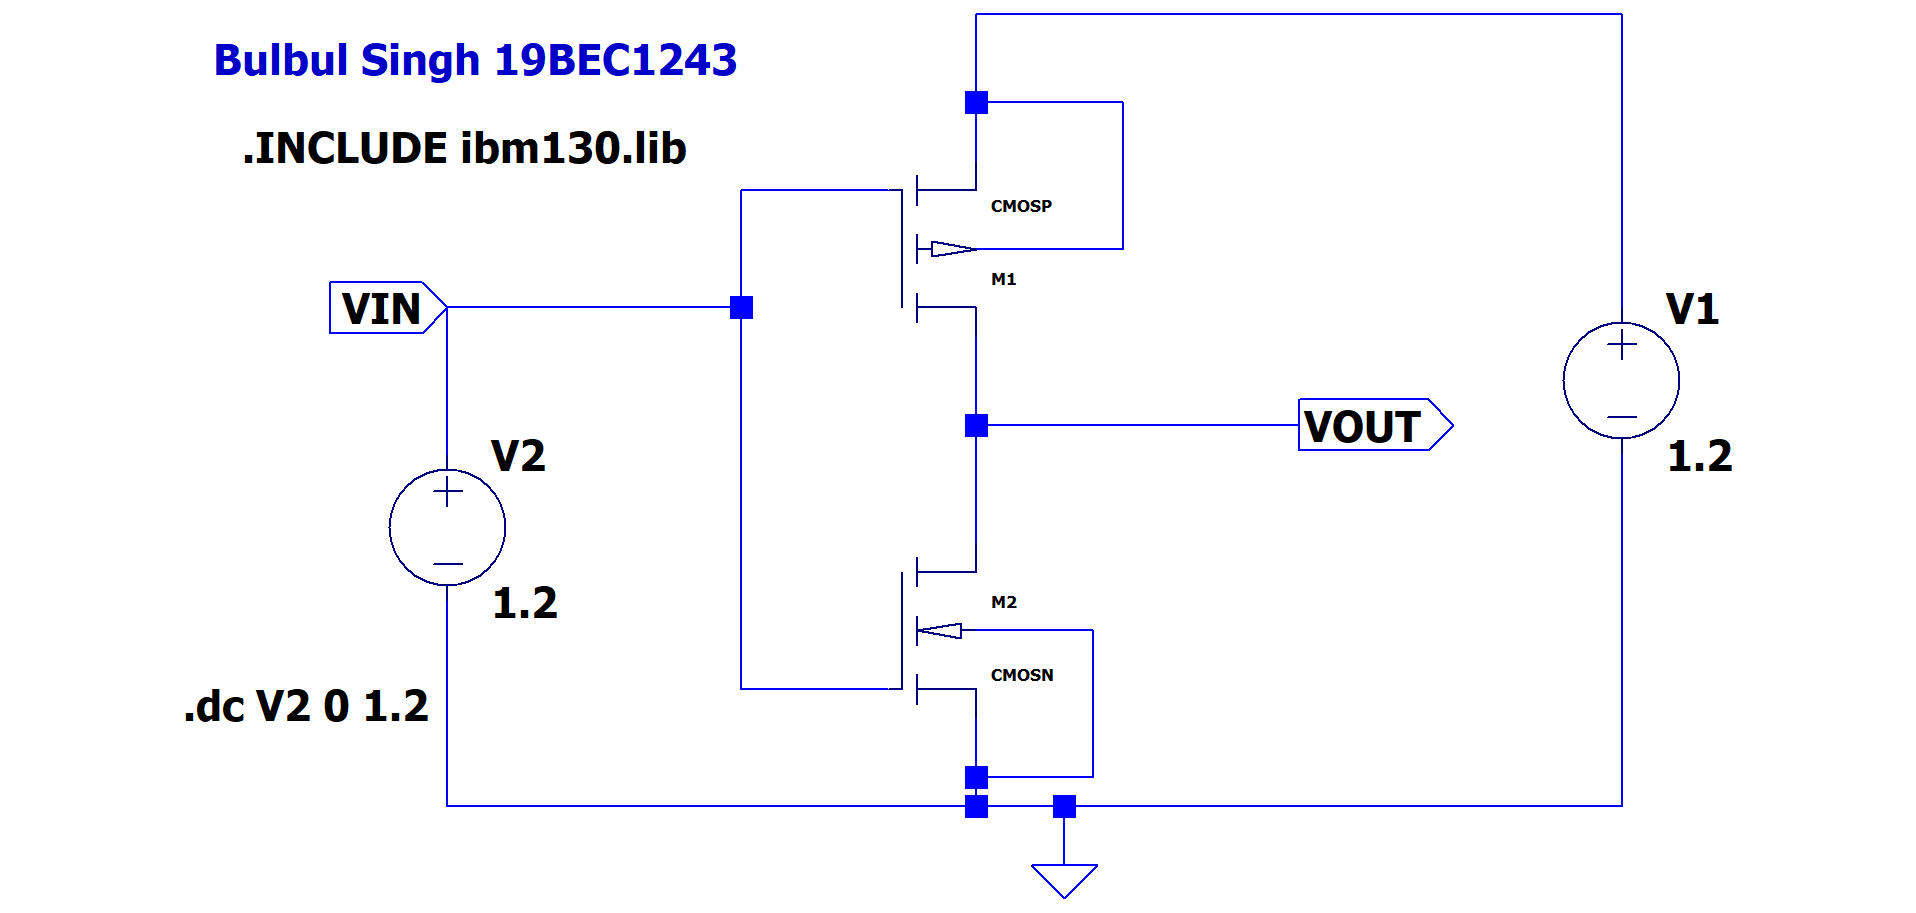 Bulbul Singh 19BEC1243
.INCLUDE ibm130.lib
CMOSP
M1
VIN
V1
1.2
VOUT
V2
1.2
M2
CMOSN
.dc V2 0 1.2